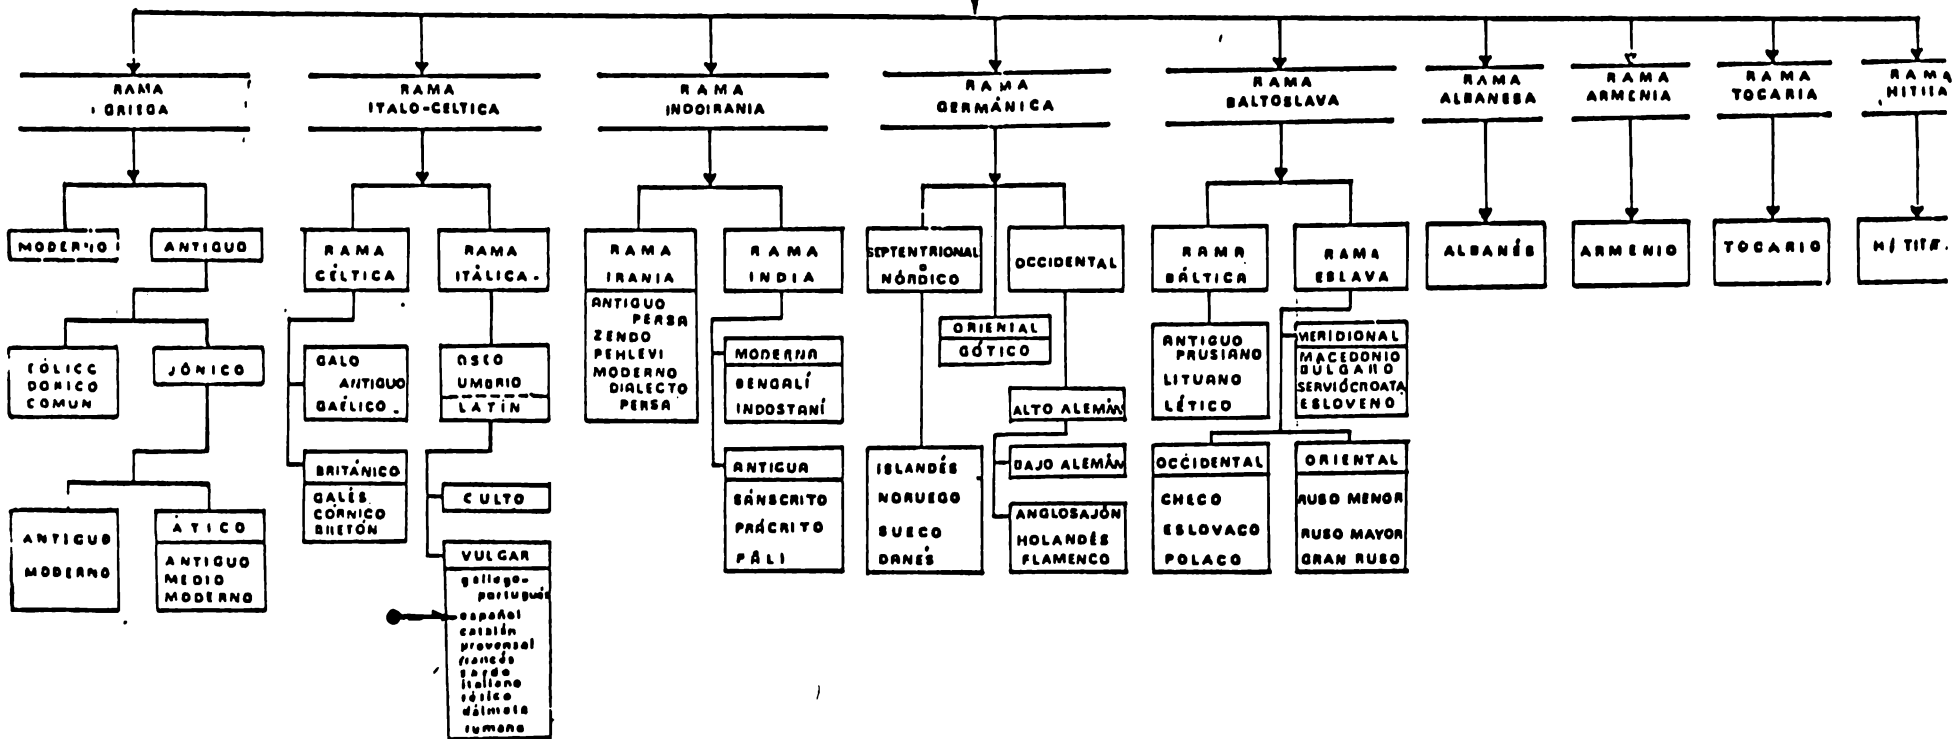 RAMA
GRIEGA
RAMA
ITALO-CELTICA
RAMA
INDOIRANIA
RAMA
GERMÁNICA
RAMA
BALTOSLAVA
RAMA
ALBANESA
RAMA
ARMENIA
RAMA
TOCARIA
RAMA
HITITA
MODERNO
ANTIGUO
EÓLICO
DORICO
COMUN
JÓNICO
ANTIGUO
MODERNO
ÁTICO
ANTIGUO
MEDIO
MODERNO
RAMA
CÉLTICA
RAMA
ITÁLICA.
GALO
ANTIGUO
GAÉLICO.
BRITÁNICO
GALÉS
CÓRNICO
BRETÓN
OSCO
UMBRIO
LATÍN
CULTO
VULGAR
gallego-
portugués
español
catalán
provensal
francés
sardo
italiano
rético
dálmata
rumano
RAMA
IRANIA
ANTIGUO
PERSA
ZENDO
PEHLEVI
MODERNO
DIALECTO
PERSA
RAMA
INDIA
MODERNA
BENGALÍ
INDOSTANÍ
ANTIGUA
SÁNSCRITO
PRÁCRITO
PÁLI
SEPTENTRIONAL
O
NÓRDICO
ISLANDÉS
NORUEGO
SUECO
DANÉS
ORIENTAL
GÓTICO
OCCIDENTAL
ALTO ALEMÁN
BAJO ALEMÁN
ANGLOSAJÓN
HOLANDÉS
FLAMENCO
RAMA
BÁLTICA
ANTIGUO
PRUSIANO
LITUANO
LÉTICO
RAMA
ESLAVA
MERIDIONAL
MACEDONIO
BULGARO
SERVIÓCROATA
ESLOVENO
OCCIDENTAL
CHECO
ESLOVACO
POLACO
ORIENTAL
RUSO MENOR
RUSO MAYOR
GRAN RUSO
ALBANÉS
ARMENIO
TOCARIO